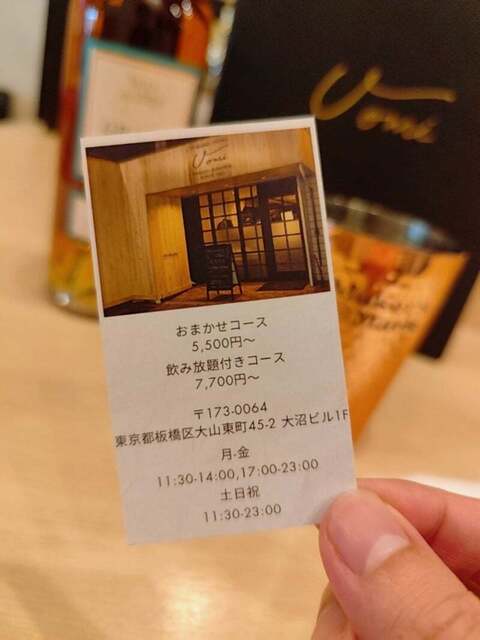 Vomi
Vomi
おまかせコース
5,500円～
飲み放題付きコース
7,700円～
〒173-0064
東京都板橋区大山東町45-2 大沼ビル1F
月-金
11:30-14:00,17:00-23:00
土日祝
11:30-23:00